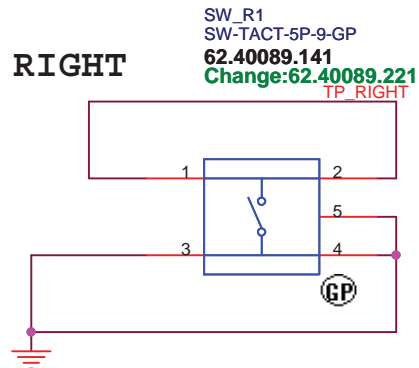 SW_R1
SW-TACT-5P-9-GP
RIGHT
62.40089.141
Change:62.40089.221
TP_RIGHT
1
2
5
3
4
GP